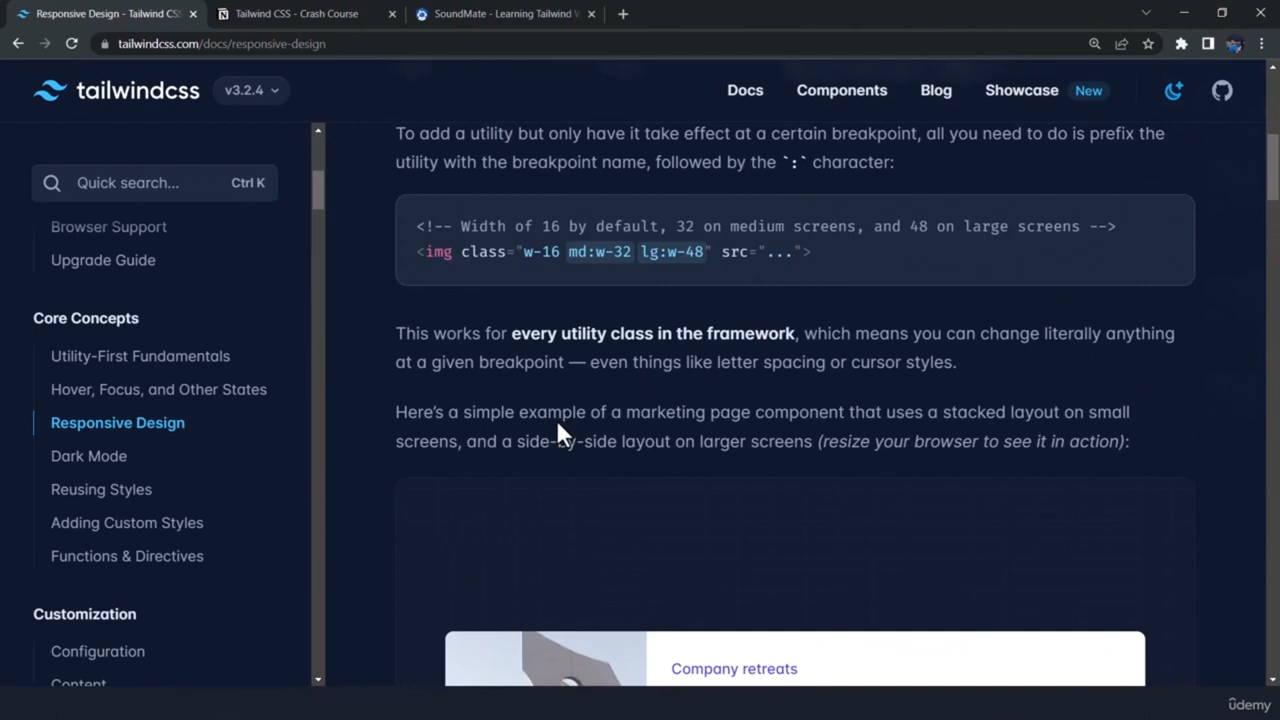 Responsive Design - Tailwind CSS
Tailwind CSS - Crash Course
SoundMate - Learning Tailwind
tailwindcss.com/docs/responsive-design
tailwindcss
v3.2.4
Docs
Components
Blog
Showcase
New
Quick search...
Ctrl K
Browser Support
Upgrade Guide
Core Concepts
Utility-First Fundamentals
Hover, Focus, and Other States
Responsive Design
Dark Mode
Reusing Styles
Adding Custom Styles
Functions & Directives
Customization
Configuration
Content
To add a utility but only have it take effect at a certain breakpoint, all you need to do is prefix the
utility with the breakpoint name, followed by the `:` character:
<!-- Width of 16 by default, 32 on medium screens, and 48 on large screens -->
<img class="w-16 md:w-32 lg:w-48" src="...">
This works for every utility class in the framework, which means you can change literally anything
at a given breakpoint — even things like letter spacing or cursor styles.
Here's a simple example of a marketing page component that uses a stacked layout on small
screens, and a side-by-side layout on larger screens (resize your browser to see it in action):
Company retreats
ûdemy